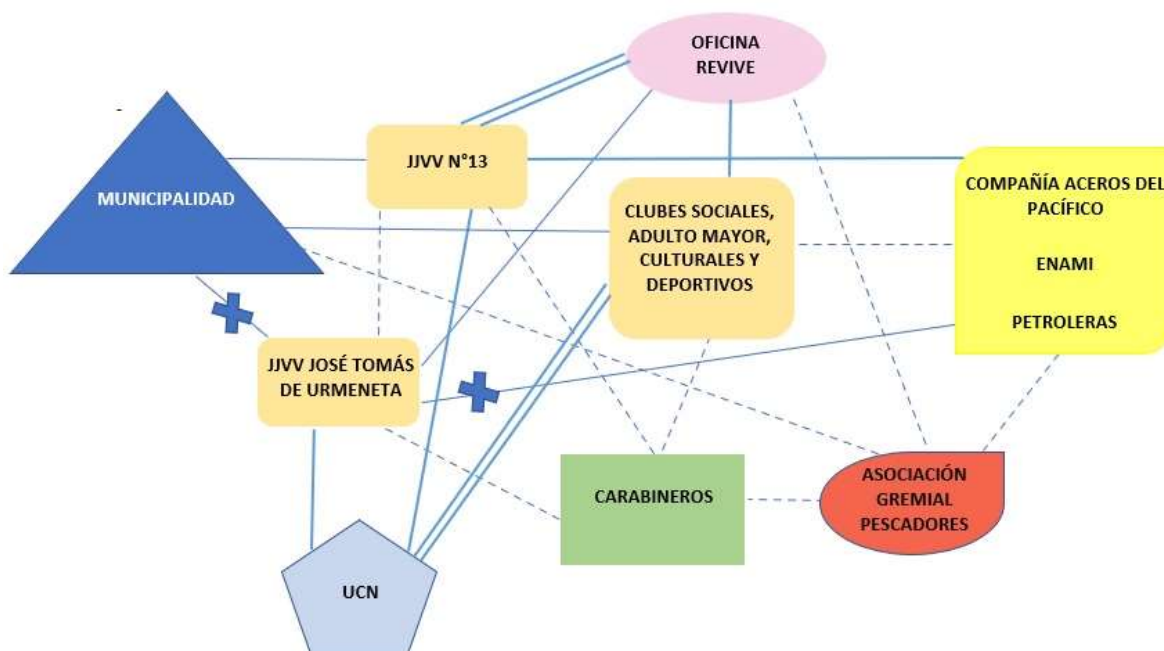 OFICINA
REVIVE
-
JJVV N°13
MUNICIPALIDAD
CLUBES SOCIALES,
ADULTO MAYOR,
CULTURALES Y
DEPORTIVOS
COMPAÑÍA ACEROS DEL
PACÍFICO
ENAMI
PETROLERAS
JJVV JOSÉ TOMÁS
DE URMENETA
CARABINEROS
ASOCIACIÓN
GREMIAL
PESCADORES
UCN